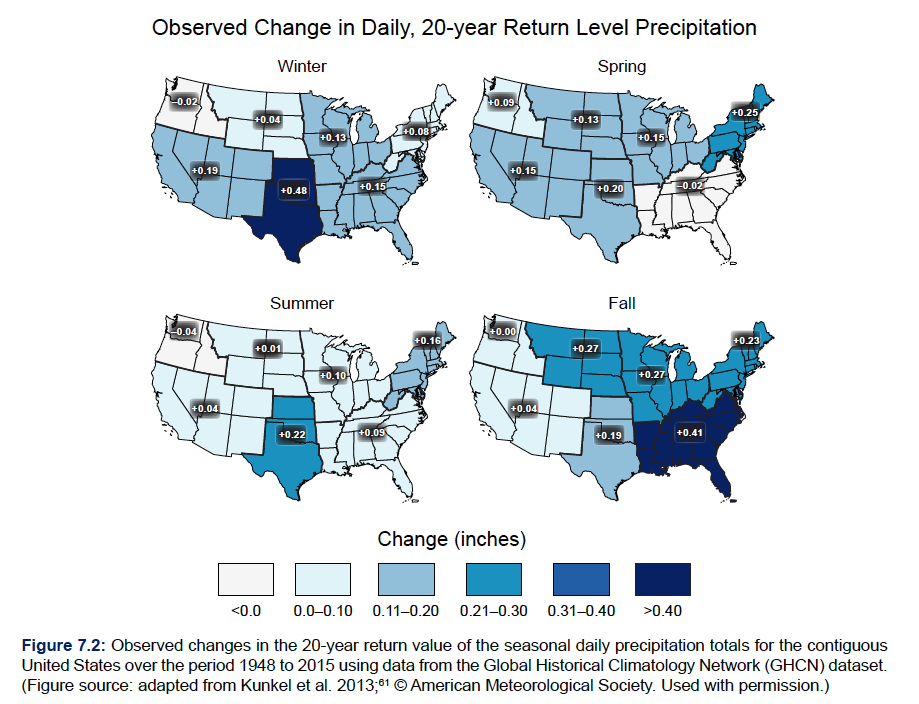 Observed Change in Daily, 20-year Return Level Precipitation
Winter
Spring
–0.02
+0.04
+0.13
+0.08
+0.19
+0.48
+0.15
+0.09
+0.13
+0.15
+0.25
+0.15
+0.20
–0.02
Summer
Fall
–0.04
+0.01
+0.10
+0.16
+0.04
+0.22
+0.09
+0.00
+0.27
+0.27
+0.23
+0.04
+0.19
+0.41
Change (inches)
<0.0 0.0–0.10 0.11–0.20 0.21–0.30 0.31–0.40 >0.40
Figure 7.2: Observed changes in the 20-year return value of the seasonal daily precipitation totals for the contiguous
United States over the period 1948 to 2015 using data from the Global Historical Climatology Network (GHCN) dataset.
(Figure source: adapted from Kunkel et al. 2013;⁶¹ © American Meteorological Society. Used with permission.)